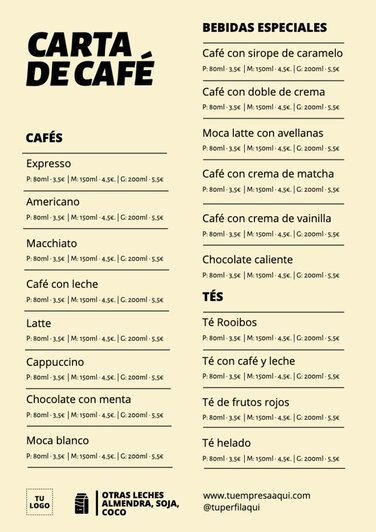 CARTA
DE CAFÉ
CAFÉS
Expresso
P: 80ml · 3,5€ | M: 150ml · 4,5€. | G: 200ml · 5,5€
Americano
P: 80ml · 3,5€ | M: 150ml · 4,5€. | G: 200ml · 5,5€
Macchiato
P: 80ml · 3,5€ | M: 150ml · 4,5€. | G: 200ml · 5,5€
Café con leche
P: 80ml · 3,5€ | M: 150ml · 4,5€. | G: 200ml · 5,5€
Latte
P: 80ml · 3,5€ | M: 150ml · 4,5€. | G: 200ml · 5,5€
Cappuccino
P: 80ml · 3,5€ | M: 150ml · 4,5€. | G: 200ml · 5,5€
Chocolate con menta
P: 80ml · 3,5€ | M: 150ml · 4,5€. | G: 200ml · 5,5€
Moca blanco
P: 80ml · 3,5€ | M: 150ml · 4,5€. | G: 200ml · 5,5€
TU
LOGO
OTRAS LECHES
ALMENDRA, SOJA,
COCO
BEBIDAS ESPECIALES
Café con sirope de caramelo
P: 80ml · 3,5€ | M: 150ml · 4,5€. | G: 200ml · 5,5€
Café con doble de crema
P: 80ml · 3,5€ | M: 150ml · 4,5€. | G: 200ml · 5,5€
Moca latte con avellanas
P: 80ml · 3,5€ | M: 150ml · 4,5€. | G: 200ml · 5,5€
Café con crema de matcha
P: 80ml · 3,5€ | M: 150ml · 4,5€. | G: 200ml · 5,5€
Café con crema de vainilla
P: 80ml · 3,5€ | M: 150ml · 4,5€. | G: 200ml · 5,5€
Chocolate caliente
P: 80ml · 3,5€ | M: 150ml · 4,5€. | G: 200ml · 5,5€
TÉS
Té Rooibos
P: 80ml · 3,5€ | M: 150ml · 4,5€. | G: 200ml · 5,5€
Té con café y leche
P: 80ml · 3,5€ | M: 150ml · 4,5€. | G: 200ml · 5,5€
Té de frutos rojos
P: 80ml · 3,5€ | M: 150ml · 4,5€. | G: 200ml · 5,5€
Té helado
P: 80ml · 3,5€ | M: 150ml · 4,5€. | G: 200ml · 5,5€
www.tuempresaaqui.com
@tuperfilaqui